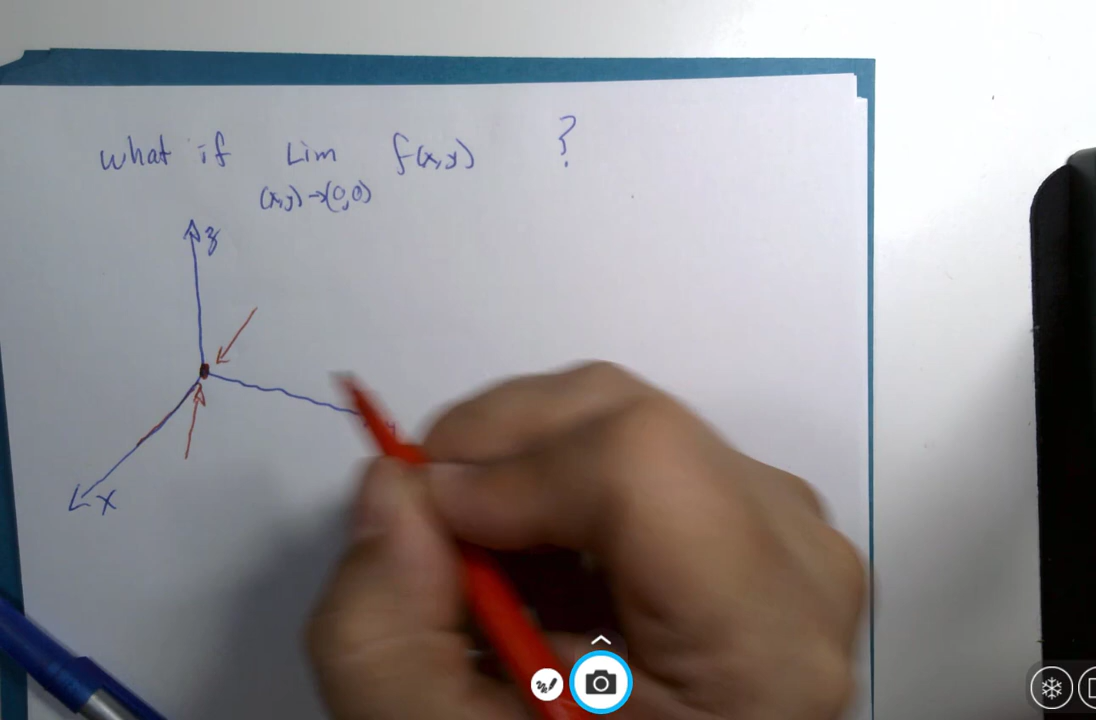 what if Lim f(x,y) ?
(x,y)→(0,0)
z
x